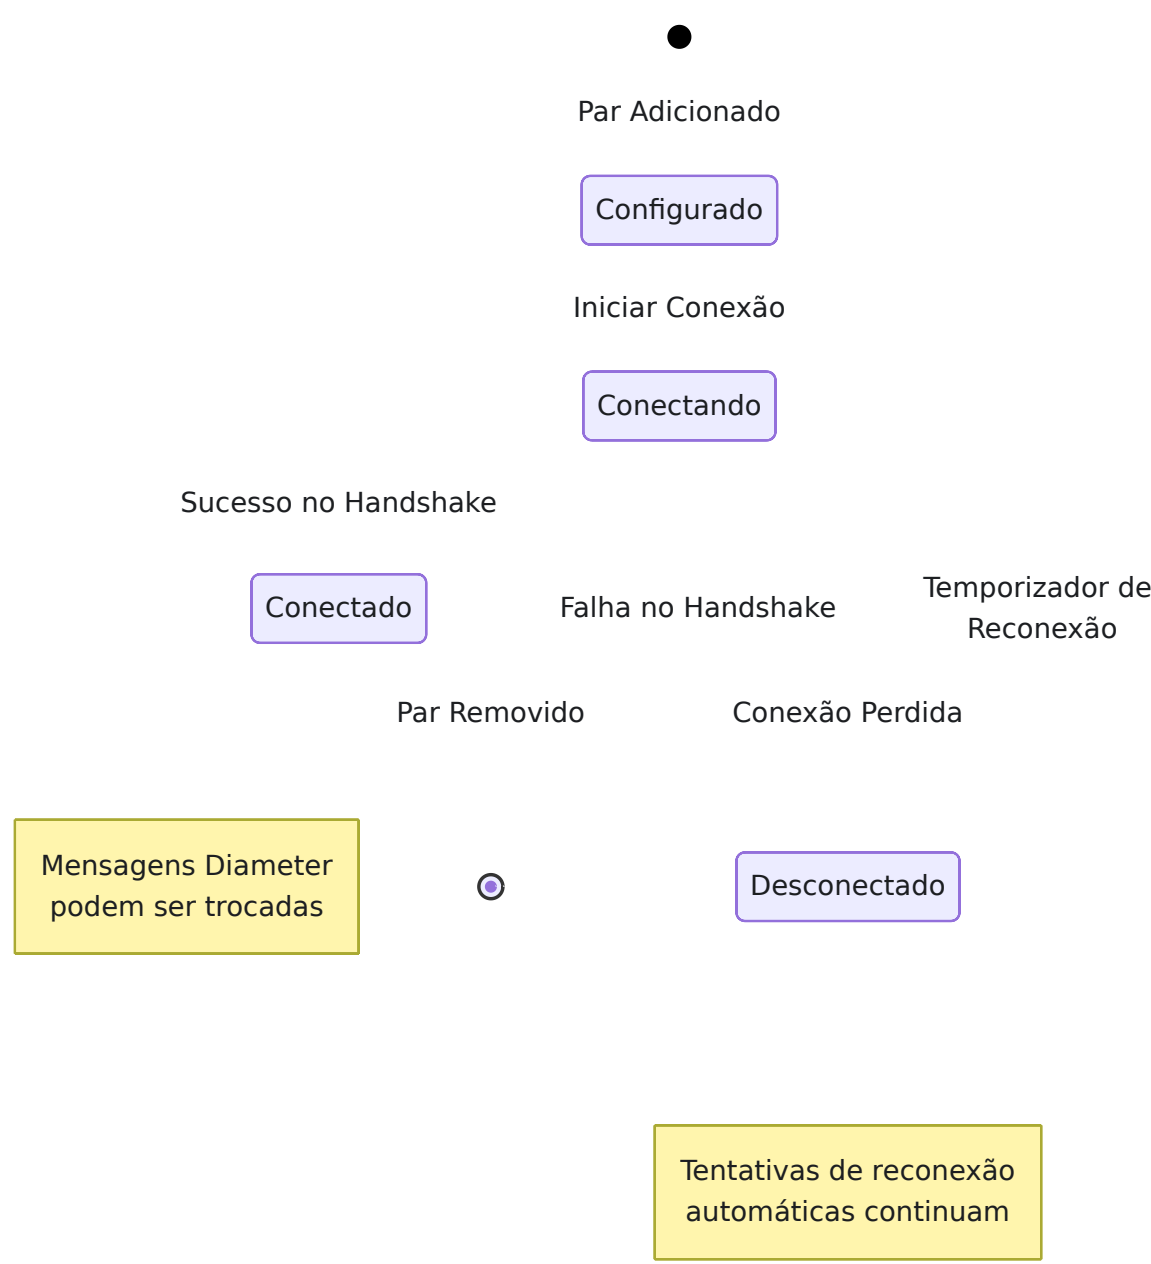 Par Adicionado
Configurado
Iniciar Conexão
Conectando
Sucesso no Handshake
Conectado
Falha no Handshake
Temporizador de
Reconexão
Par Removido
Conexão Perdida
Mensagens Diameter
podem ser trocadas
Desconectado
Tentativas de reconexão
automáticas continuam